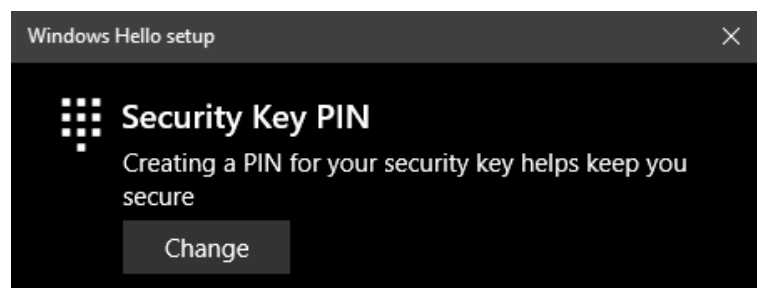 Windows Hello setup
Security Key PIN
Creating a PIN for your security key helps keep you
secure
Change